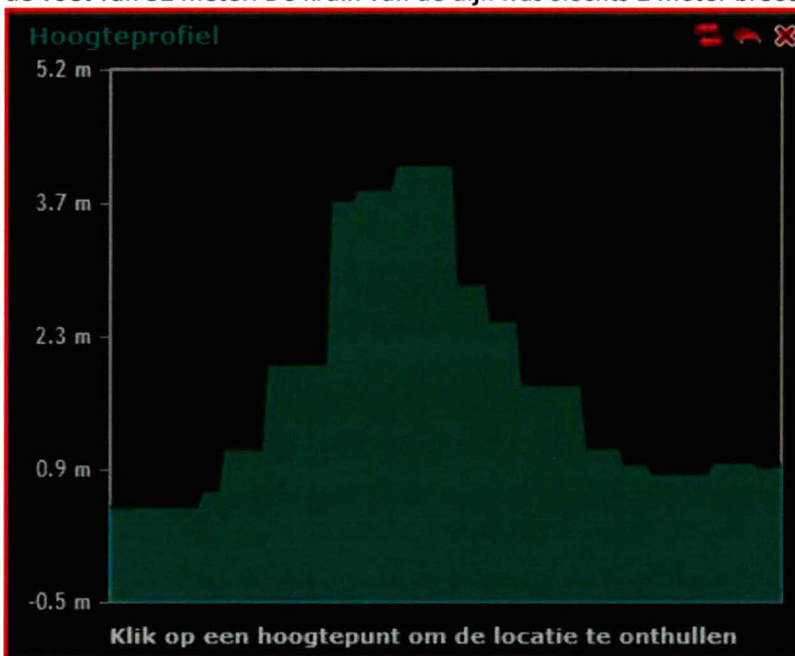 Hoogteprofiel
5.2 m
3.7 m
2.3 m
0.9 m
-0.5 m
Klik op een hoogtepunt om de locatie te onthullen